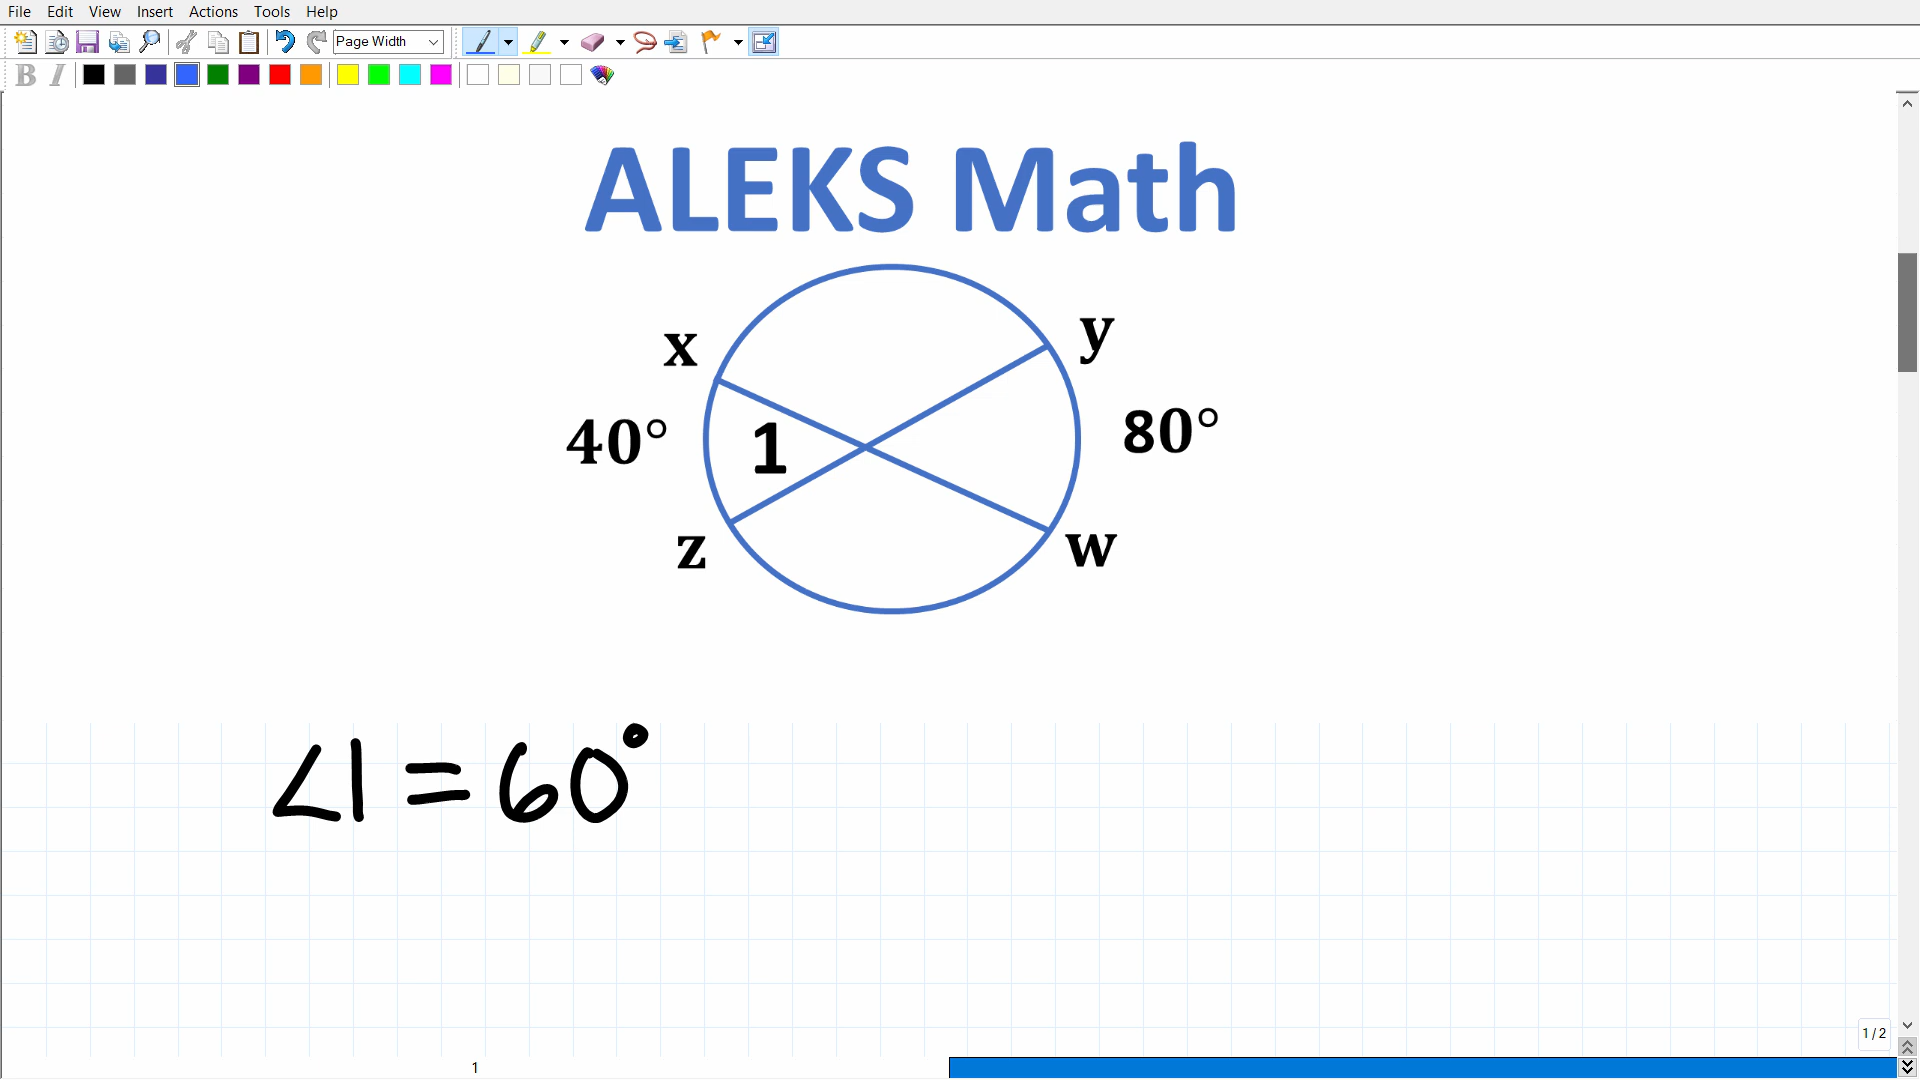 File Edit View Insert Actions Tools Help
Page Width
B I
ALEKS Math
x y
40° 1 80°
z w
∠1 = 60°
1 / 2
1